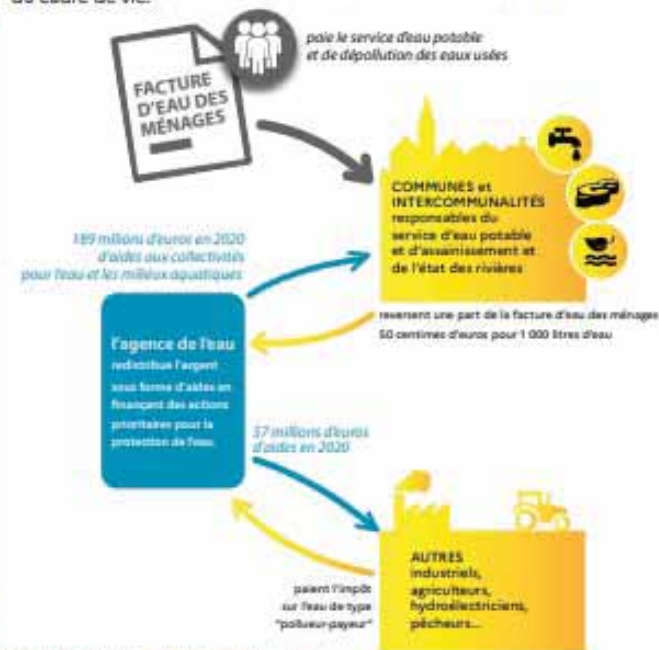 du cadre de vie.
paie le service d'eau potable
et de dépollution des eaux usées
FACTURE
D'EAU DES
MÉNAGES
COMMUNES et
INTERCOMMUNALITÉS
responsables du
service d'eau potable
et d'assainissement et
de l'état des rivières
189 millions d'euros en 2020
d'aides aux collectivités
pour l'eau et les milieux aquatiques
reversent une part de la facture d'eau des ménages
50 centimes d'euros pour 1 000 litres d'eau
l'agence de l'eau
redistribue l'argent
sous forme d'aides en
finançant des actions
prioritaires pour la
protection de l'eau.
37 millions d'euros
d'aides en 2020
AUTRES
industriels,
agriculteurs,
hydroélectriciens,
pêcheurs...
paient l'impôt
sur l'eau de type
"pollueur-payeur"